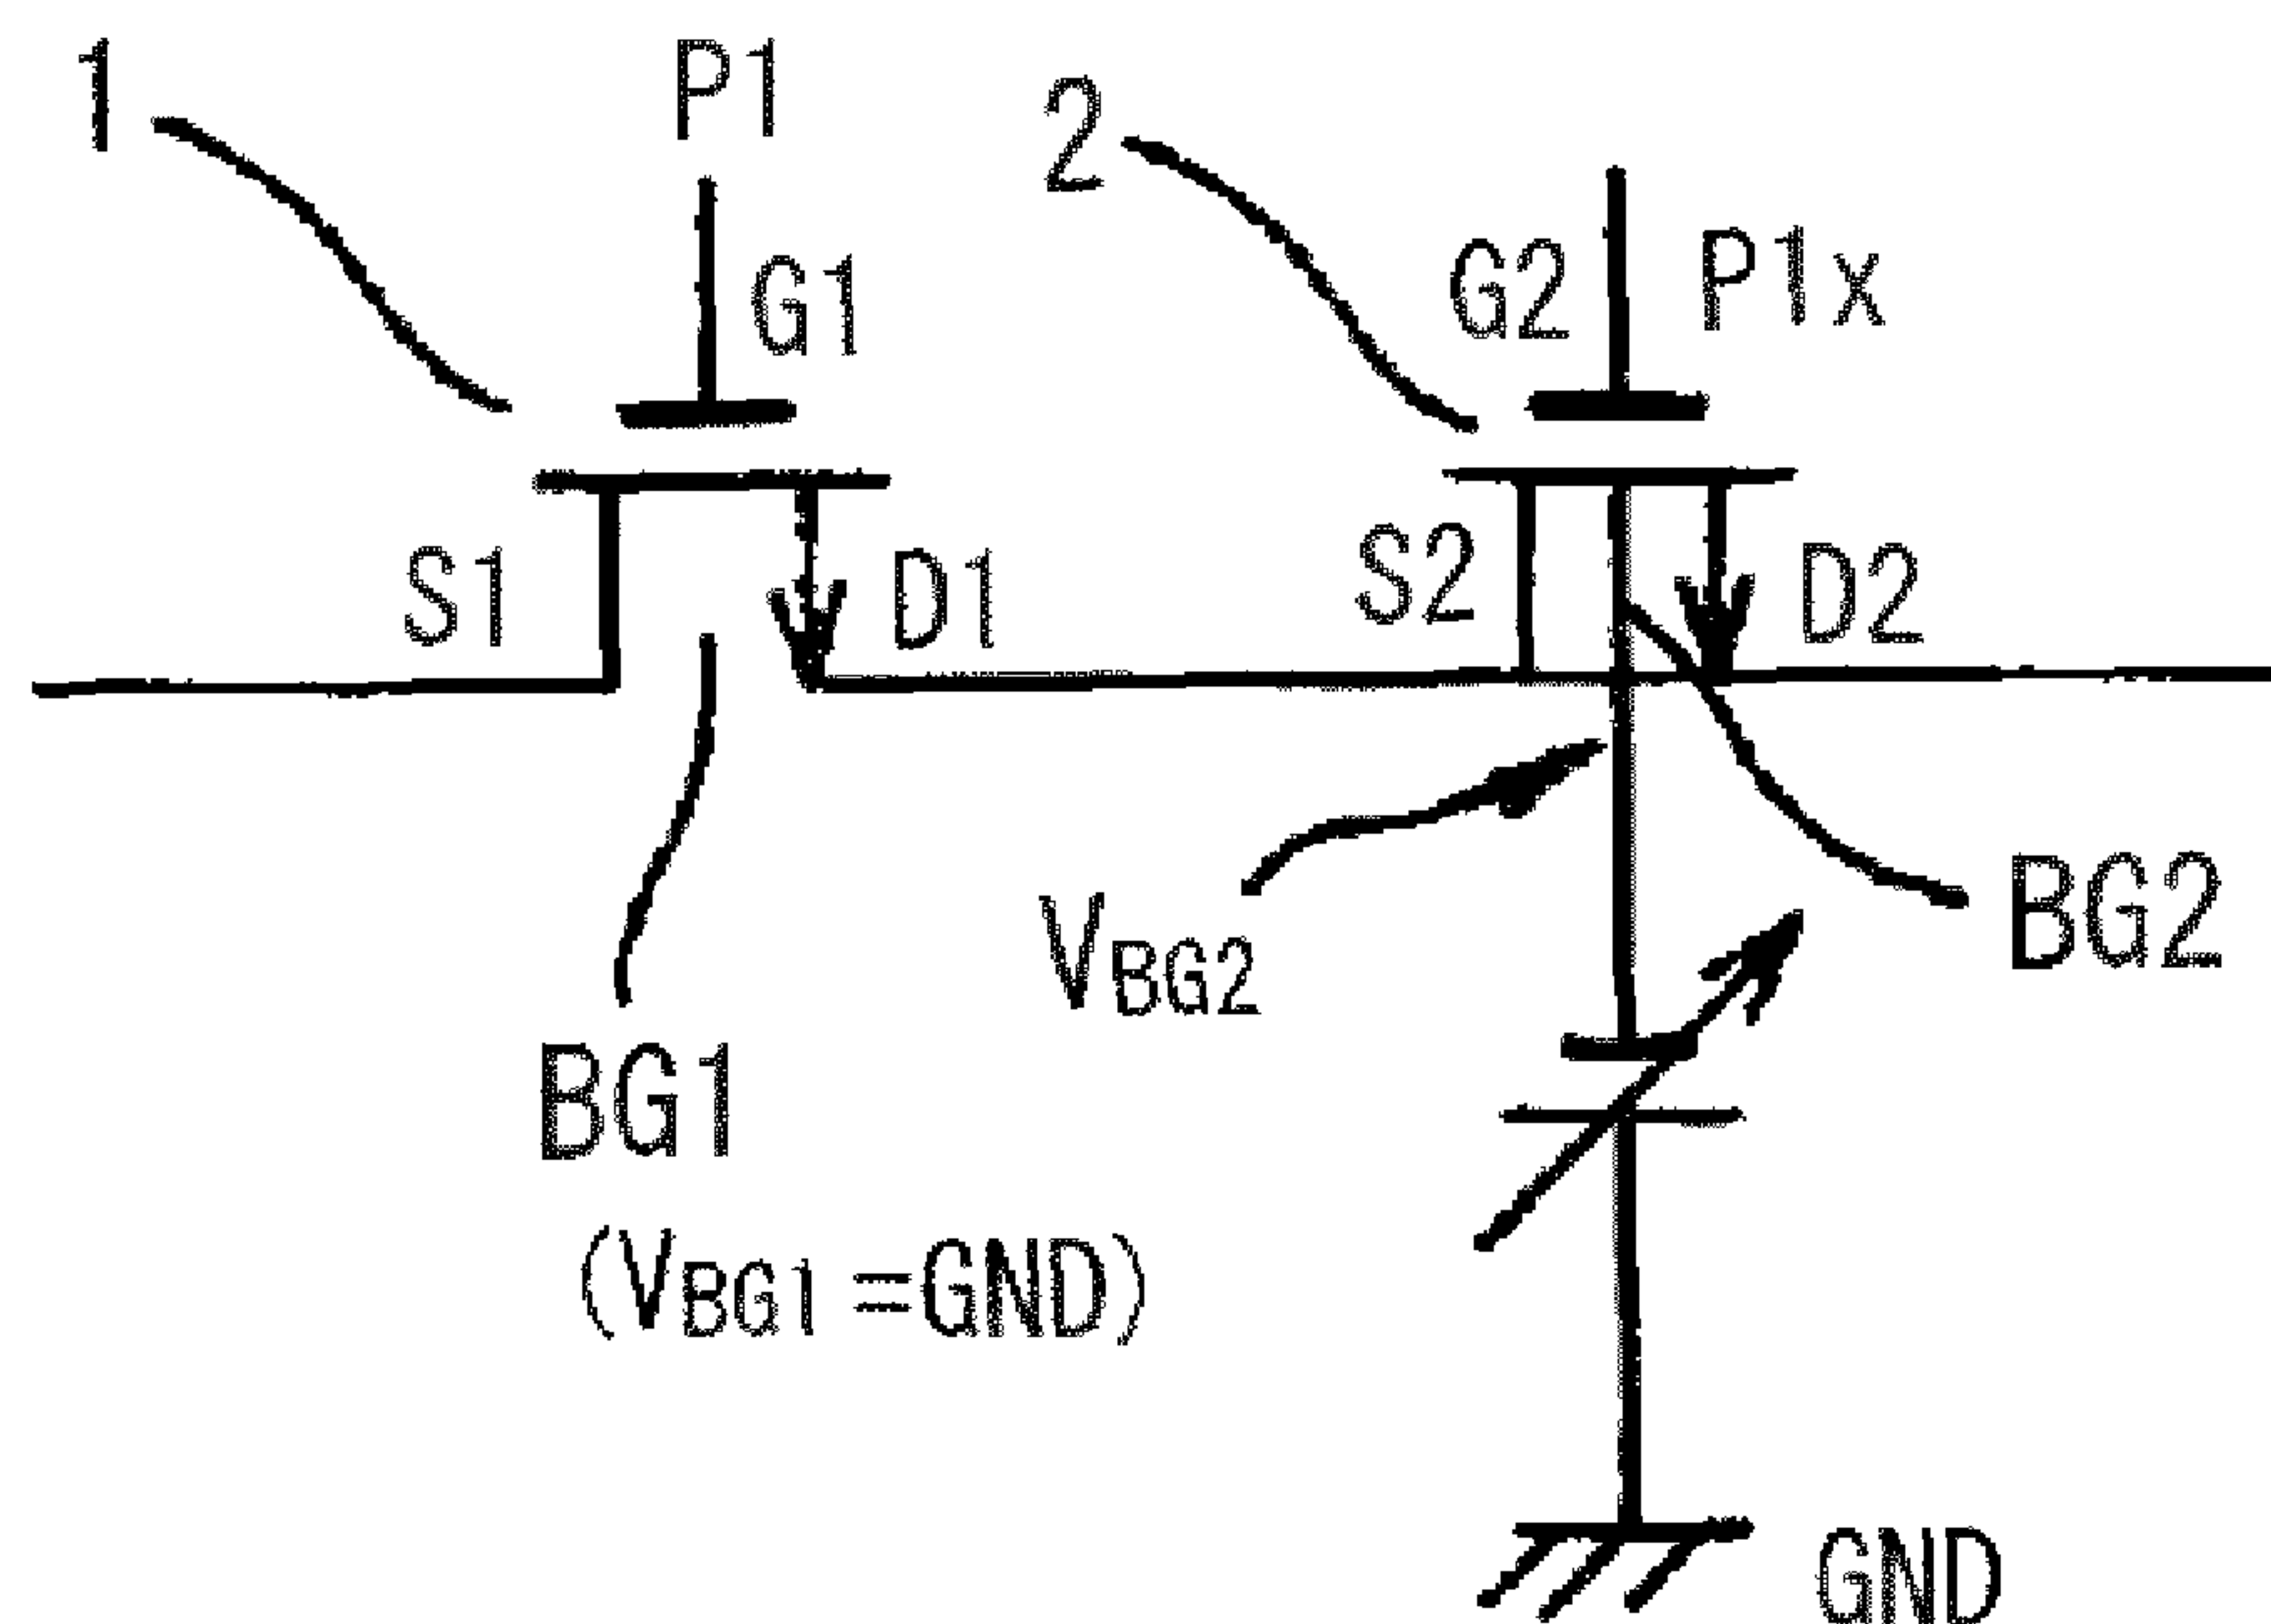 1
P1
2
G1
G2
P1x
S1
D1
S2
D2
VBG2
BG2
BG1
(VBG1=GND)
GND